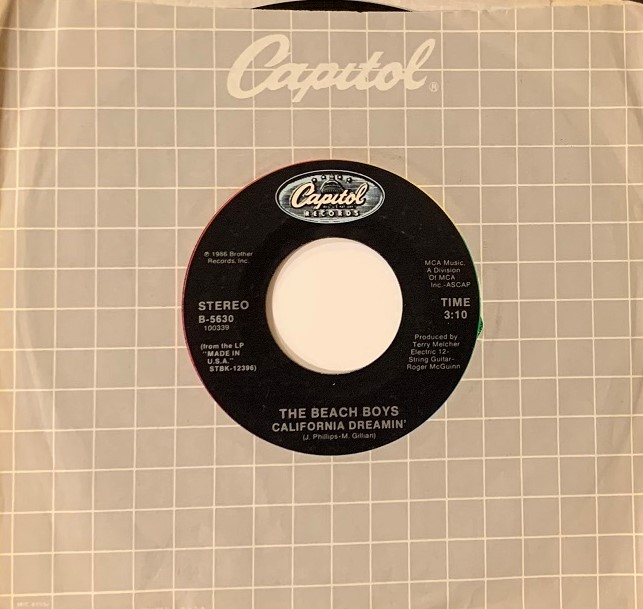 Capitol®
Capitol
RECORDS
℗ 1986 Brother
Records, Inc.
STEREO
B-5630
100339
(from the LP
"MADE IN
U.S.A."
STBK-12396)
MCA Music,
A Division
Of MCA
Inc.-ASCAP
TIME
3:10
Produced by
Terry Melcher
Electric 12-
String Guitar-
Roger McGuinn
THE BEACH BOYS
CALIFORNIA DREAMIN'
(J. Phillips-M. Gillian)